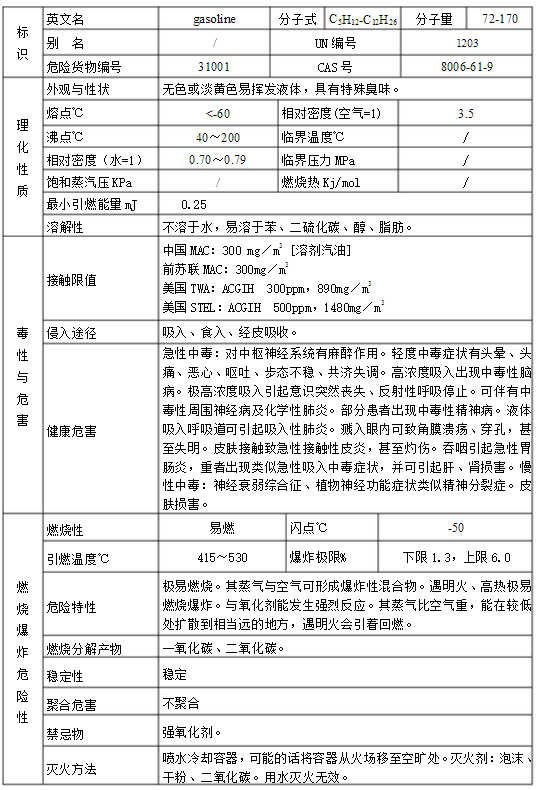 标识
英文名 gasoline 分子式 C5H12-C12H26 分子量 72-170
别 名 / UN 编号 1203
危险货物编号 31001 CAS 号 8006-61-9
理化性质
外观与性状 无色或淡黄色易挥发液体，具有特殊臭味。
熔点℃ <-60 相对密度(空气=1) 3.5
沸点℃ 40～200 临界温度℃ /
相对密度（水=1） 0.70～0.79 临界压力 MPa /
饱和蒸汽压 KPa / 燃烧热 Kj/mol /
最小引燃能量 mJ 0.25
溶解性 不溶于水，易溶于苯、二硫化碳、醇、脂肪。
毒性与危害
接触限值
中国 MAC：300 mg／m³ [溶剂汽油]
前苏联 MAC：300mg／m³
美国 TWA：ACGIH 300ppm，890mg／m³
美国 STEL：ACGIH 500ppm，1480mg／m³
侵入途径 吸入、食入、经皮吸收。
健康危害
急性中毒：对中枢神经系统有麻醉作用。轻度中毒症状有头晕、头
痛、恶心、呕吐、步态不稳、共济失调。高浓度吸入出现中毒性脑
病。极高浓度吸入引起意识突然丧失、反射性呼吸停止。可伴有中
毒性周围神经病及化学性肺炎。部分患者出现中毒性精神病。液体
吸入呼吸道可引起吸入性肺炎。溅入眼内可致角膜溃疡、穿孔，甚
至失明。皮肤接触致急性接触性皮炎，甚至灼伤。吞咽引起急性胃
肠炎，重者出现类似急性吸入中毒症状，并可引起肝、肾损害。慢
性中毒：神经衰弱综合征、植物神经功能症状类似精神分裂症。皮
肤损害。
燃烧爆炸危险性
燃烧性 易燃 闪点℃ -50
引燃温度℃ 415～530 爆炸极限% 下限 1.3，上限 6.0
危险特性
极易燃烧。其蒸气与空气可形成爆炸性混合物。遇明火、高热极易
燃烧爆炸。与氧化剂能发生强烈反应。其蒸气比空气重，能在较低
处扩散到相当远的地方，遇明火会引着回燃。
燃烧分解产物 一氧化碳、二氧化碳。
稳定性 稳定
聚合危害 不聚合
禁忌物 强氧化剂。
灭火方法
喷水冷却容器，可能的话将容器从火场移至空旷处。灭火剂：泡沫、
干粉、二氧化碳。用水灭火无效。